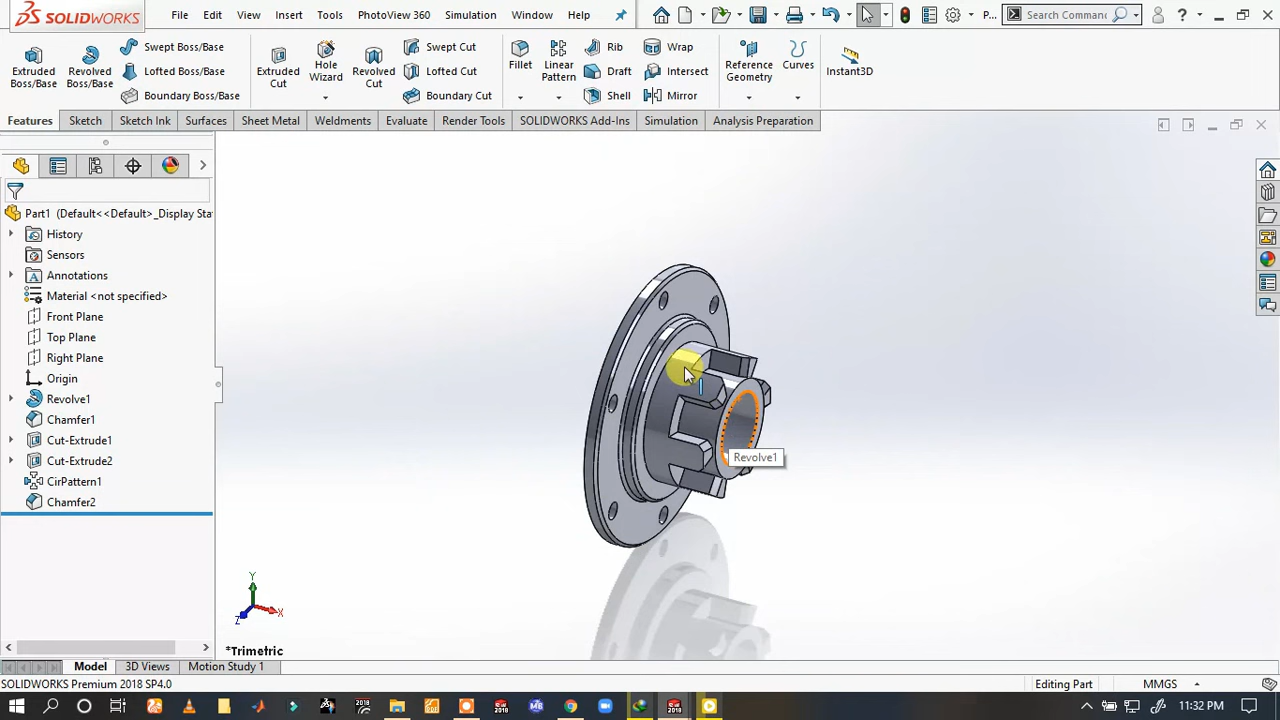 SOLIDWORKS File Edit View Insert Tools PhotoView 360 Simulation Window Help P... Search Comman ?
Extruded Boss/Base Revolved Boss/Base Swept Boss/Base Lofted Boss/Base Boundary Boss/Base Extruded Cut Hole Wizard Revolved Cut Swept Cut Lofted Cut Boundary Cut Fillet Linear Pattern Rib Draft Shell Wrap Intersect Mirror Reference Geometry Curves Instant3D
Features Sketch Sketch Ink Surfaces Sheet Metal Weldments Evaluate Render Tools SOLIDWORKS Add-Ins Simulation Analysis Preparation
Part1 (Default<<Default>_Display Sta
History
Sensors
Annotations
Material <not specified>
Front Plane
Top Plane
Right Plane
Origin
Revolve1
Chamfer1
Cut-Extrude1
Cut-Extrude2
CirPattern1
Chamfer2
Revolve1
Y
X
Z
*Trimetric
Model 3D Views Motion Study 1
SOLIDWORKS Premium 2018 SP4.0 Editing Part MMGS
11:32 PM